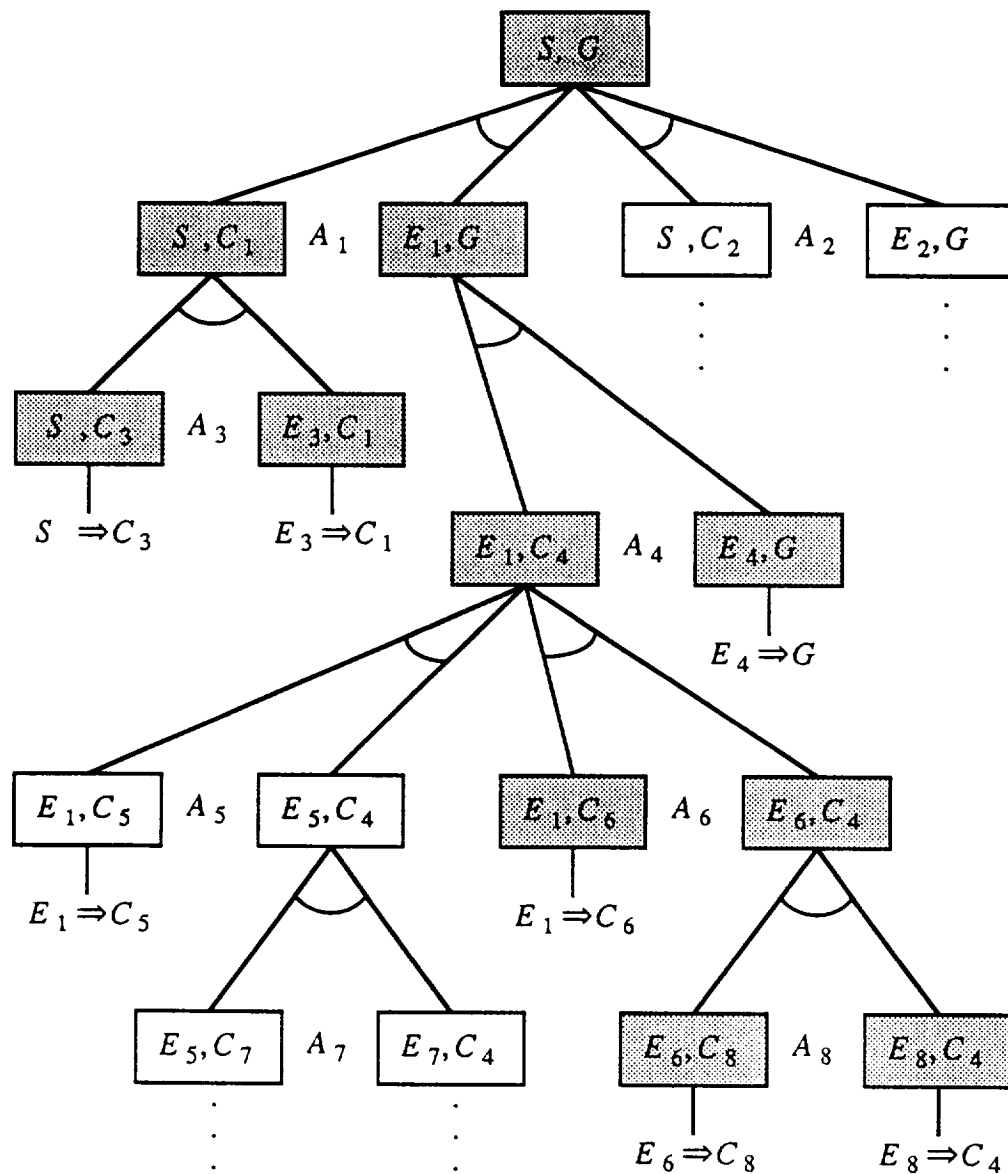 S, G
S, C₁ A₁ E₁, G S, C₂ A₂ E₂, G
S, C₃ A₃ E₃, C₁
S ⇒ C₃ E₃ ⇒ C₁
E₁, C₄ A₄ E₄, G
E₄ ⇒ G
E₁, C₅ A₅ E₅, C₄ E₁, C₆ A₆ E₆, C₄
E₁ ⇒ C₅ E₁ ⇒ C₆
E₅, C₇ A₇ E₇, C₄ E₆, C₈ A₈ E₈, C₄
E₆ ⇒ C₈ E₈ ⇒ C₄